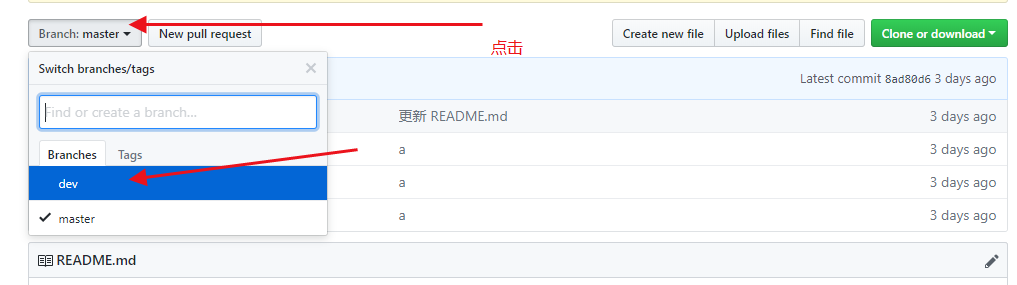 Branch: master
New pull request
Create new file
Upload files
Find file
Clone or download
点击
Switch branches/tags
Latest commit 8ad80d6 3 days ago
Find or create a branch...
更新 README.md
3 days ago
Branches
Tags
a
3 days ago
dev
a
3 days ago
master
a
3 days ago
README.md